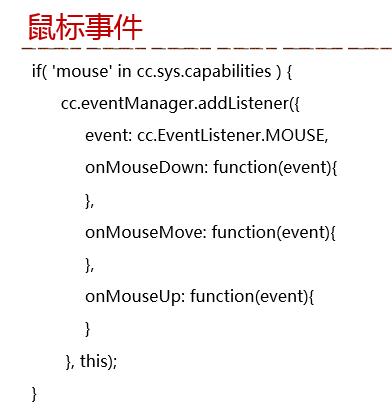 鼠标事件
if( 'mouse' in cc.sys.capabilities ) {
cc.eventManager.addListener({
event: cc.EventListener.MOUSE,
onMouseDown: function(event){
},
onMouseMove: function(event){
},
onMouseUp: function(event){
}
}, this);
}